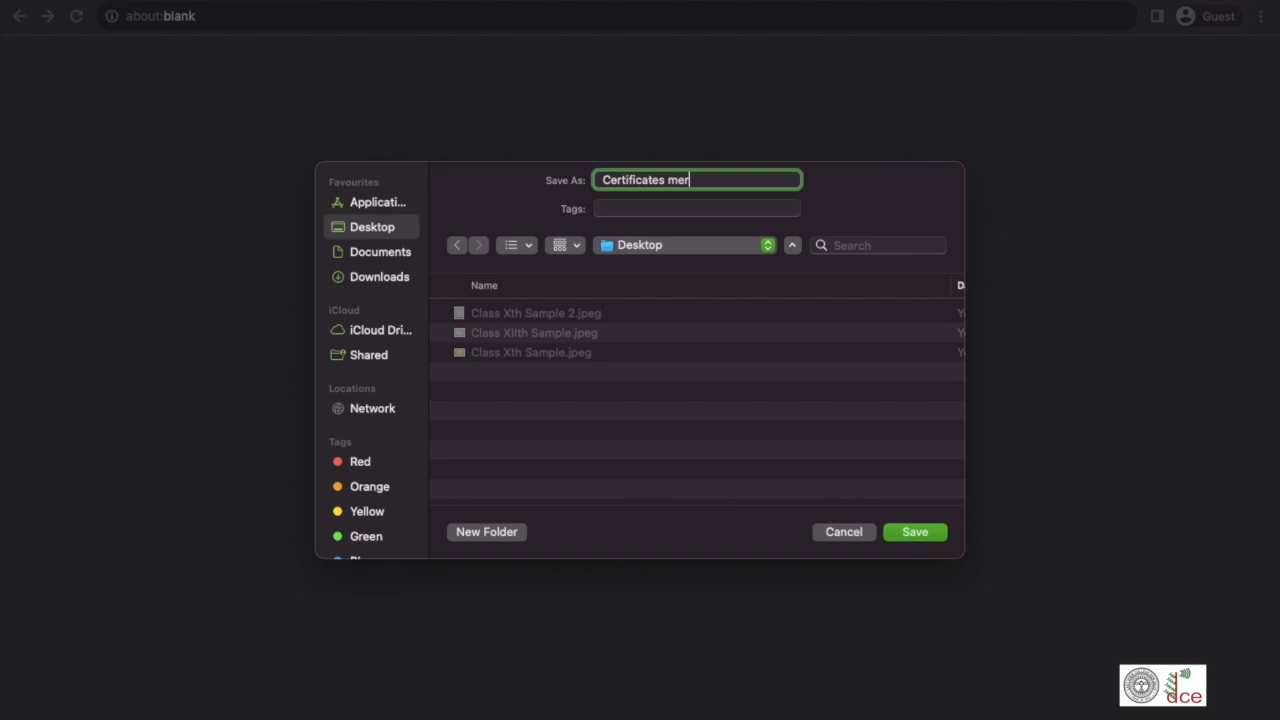 about:blank
Guest
Favourites
Applicati...
Desktop
Documents
Downloads
iCloud
iCloud Dri...
Shared
Locations
Network
Tags
Red
Orange
Yellow
Green
Save As: Certificates mer
Tags:
Desktop
Search
Name
Class Xth Sample 2.jpeg
Class XIIth Sample.jpeg
Class Xth Sample.jpeg
New Folder
Cancel
Save
dce